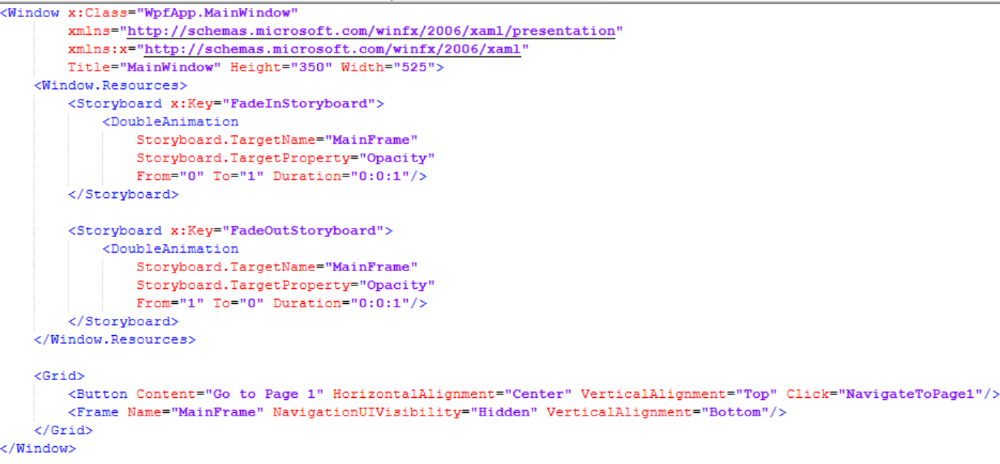 <Window x:Class="WpfApp.MainWindow"
xmlns="http://schemas.microsoft.com/winfx/2006/xaml/presentation"
xmlns:x="http://schemas.microsoft.com/winfx/2006/xaml"
Title="MainWindow" Height="350" Width="525">
<Window.Resources>
<Storyboard x:Key="FadeInStoryboard">
<DoubleAnimation
Storyboard.TargetName="MainFrame"
Storyboard.TargetProperty="Opacity"
From="0" To="1" Duration="0:0:1"/>
</Storyboard>
<Storyboard x:Key="FadeOutStoryboard">
<DoubleAnimation
Storyboard.TargetName="MainFrame"
Storyboard.TargetProperty="Opacity"
From="1" To="0" Duration="0:0:1"/>
</Storyboard>
</Window.Resources>
<Grid>
<Button Content="Go to Page 1" HorizontalAlignment="Center" VerticalAlignment="Top" Click="NavigateToPage1"/>
<Frame Name="MainFrame" NavigationUIVisibility="Hidden" VerticalAlignment="Bottom"/>
</Grid>
</Window>